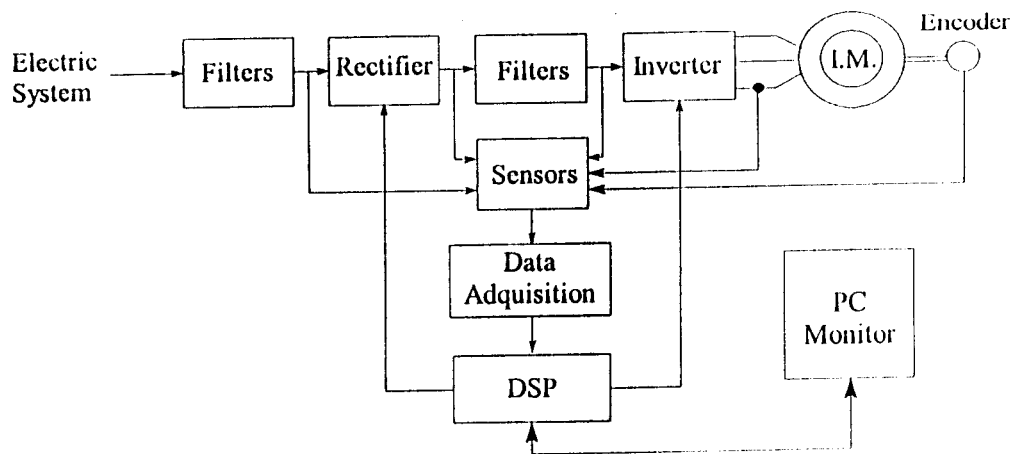 Electric
System
Filters
Rectifier
Filters
Inverter
I.M.
Encoder
Sensors
Data
Adquisition
DSP
PC
Monitor